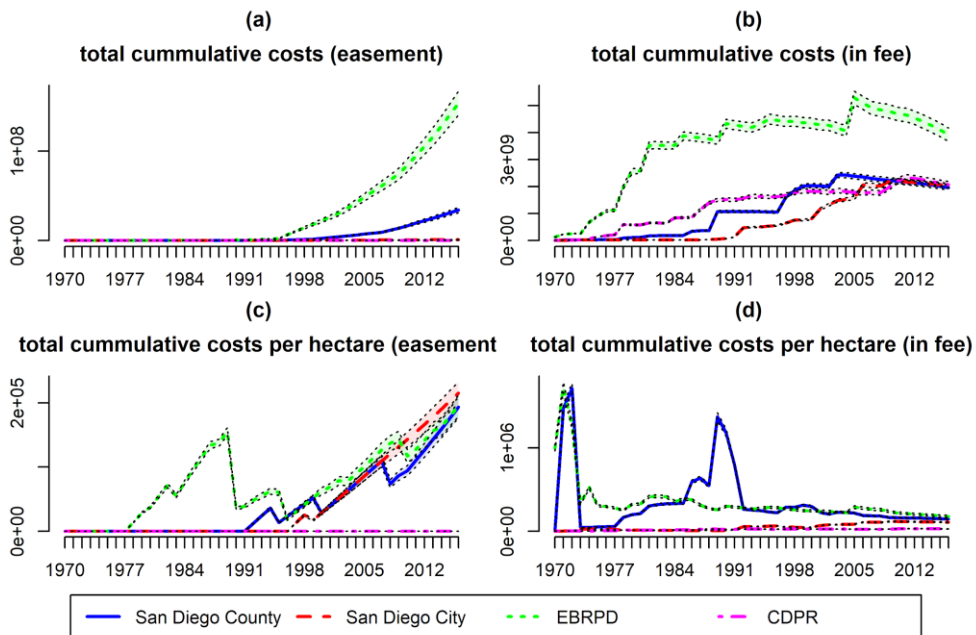 (a)
total cummulative costs (easement)
1e+08
0e+00
1970 1977 1984 1991 1998 2005 2012
(b)
total cummulative costs (in fee)
3e+09
0e+00
1970 1977 1984 1991 1998 2005 2012
(c)
total cummulative costs per hectare (easement
2e+05
0e+00
1970 1977 1984 1991 1998 2005 2012
(d)
total cummulative costs per hectare (in fee)
1e+06
0e+00
1970 1977 1984 1991 1998 2005 2012
San Diego County San Diego City EBRPD CDPR